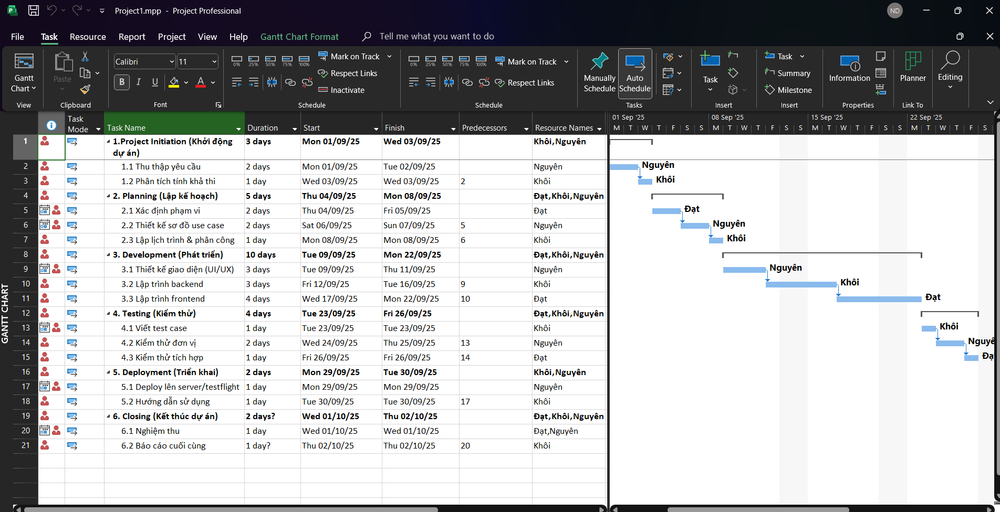 Project1.mpp - Project Professional
ND
File Task Resource Report Project View Help Gantt Chart Format Tell me what you want to do
Gantt Chart
View
Paste
Clipboard
Calibri 11
B I U A
Font
0% 25% 50% 75% 100%
Mark on Track
Respect Links
Inactivate
Schedule
0% 25% 50% 75% 100%
Mark on Track
Respect Links
Schedule
Manually Schedule
Auto Schedule
Tasks
Task
Insert
Task
Summary
Milestone
Insert
Information
Properties
Planner
Link To
Editing
GANTT CHART
Task Mode Task Name Duration Start Finish Predecessors Resource Names
1 1.Project Initiation (Khởi động dự án) 3 days Mon 01/09/25 Wed 03/09/25 Khôi,Nguyên
2 1.1 Thu thập yêu cầu 2 days Mon 01/09/25 Tue 02/09/25 Nguyên
3 1.2 Phân tích tính khả thi 1 day Wed 03/09/25 Wed 03/09/25 2 Khôi
4 2. Planning (Lập kế hoạch) 5 days Thu 04/09/25 Mon 08/09/25 Đạt,Khôi,Nguyên
5 2.1 Xác định phạm vi 2 days Thu 04/09/25 Fri 05/09/25 Đạt
6 2.2 Thiết kế sơ đồ use case 2 days Sat 06/09/25 Sun 07/09/25 5 Nguyên
7 2.3 Lập lịch trình & phân công 1 day Mon 08/09/25 Mon 08/09/25 6 Khôi
8 3. Development (Phát triển) 10 days Tue 09/09/25 Mon 22/09/25 Đạt,Khôi,Nguyên
9 3.1 Thiết kế giao diện (UI/UX) 3 days Tue 09/09/25 Thu 11/09/25 Nguyên
10 3.2 Lập trình backend 3 days Fri 12/09/25 Tue 16/09/25 9 Khôi
11 3.3 Lập trình frontend 4 days Wed 17/09/25 Mon 22/09/25 10 Đạt
12 4. Testing (Kiểm thử) 4 days Tue 23/09/25 Fri 26/09/25 Đạt,Khôi,Nguyên
13 4.1 Viết test case 1 day Tue 23/09/25 Tue 23/09/25 Khôi
14 4.2 Kiểm thử đơn vị 2 days Wed 24/09/25 Thu 25/09/25 13 Nguyên
15 4.3 Kiểm thử tích hợp 1 day Fri 26/09/25 Fri 26/09/25 14 Đạt
16 5. Deployment (Triển khai) 2 days Mon 29/09/25 Tue 30/09/25 Khôi,Nguyên
17 5.1 Deploy lên server/testflight 1 day Mon 29/09/25 Mon 29/09/25 Nguyên
18 5.2 Hướng dẫn sử dụng 1 day Tue 30/09/25 Tue 30/09/25 17 Khôi
19 6. Closing (Kết thúc dự án) 2 days? Wed 01/10/25 Thu 02/10/25 Đạt,Khôi,Nguyên
20 6.1 Nghiệm thu 1 day Wed 01/10/25 Wed 01/10/25 Đạt,Nguyên
21 6.2 Báo cáo cuối cùng 1 day? Thu 02/10/25 Thu 02/10/25 20 Khôi
01 Sep '25 08 Sep '25 15 Sep '25 22 Sep '25
M T W T F S S M T W T F S S M T W T F S S M T W T F S
Nguyên
Khôi
Đạt
Nguyên
Khôi
Nguyên
Khôi
Đạt
Khôi
Nguyê
Đạ